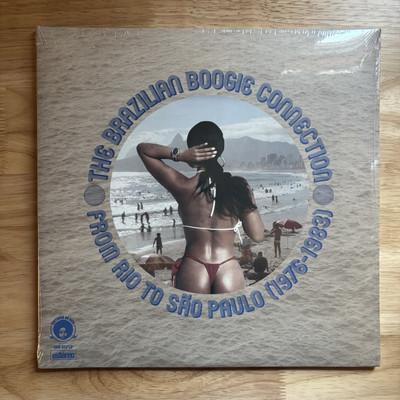 THE BRAZILIAN BOOGIE CONNECTION
FROM RIO TO SÃO PAULO (1976-1983)